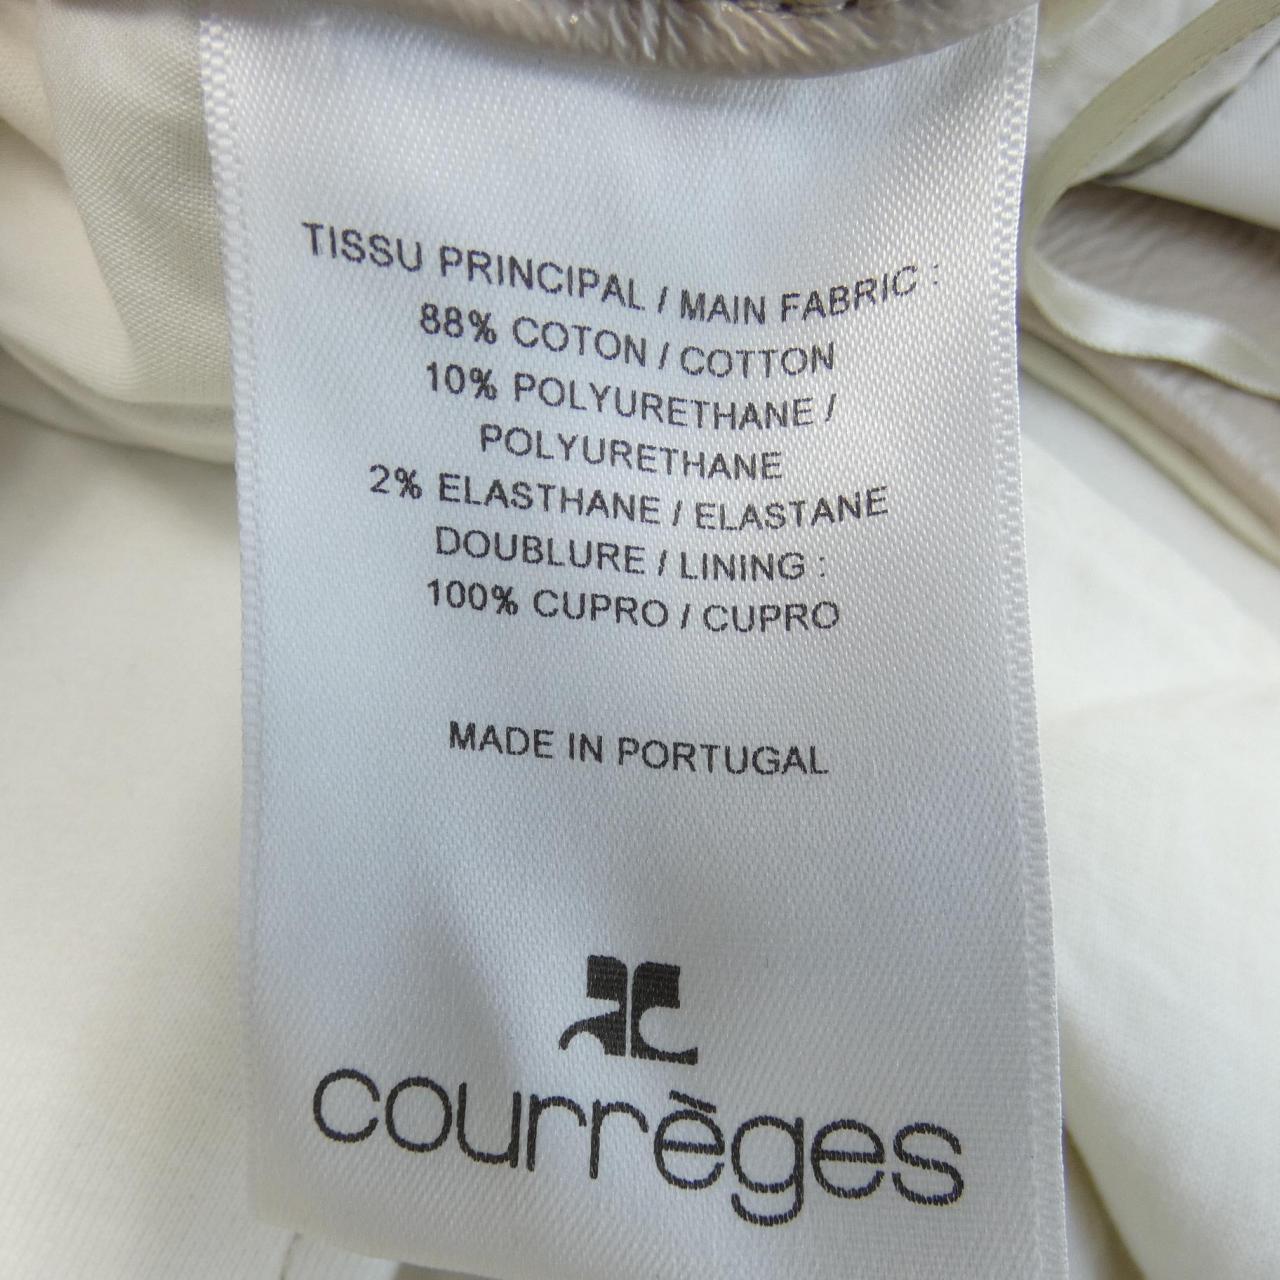 TISSU PRINCIPAL / MAIN FABRIC :
88% COTON / COTTON
10% POLYURETHANE /
POLYURETHANE
2% ELASTHANE / ELASTANE
DOUBLURE / LINING :
100% CUPRO / CUPRO
MADE IN PORTUGAL
courrèges